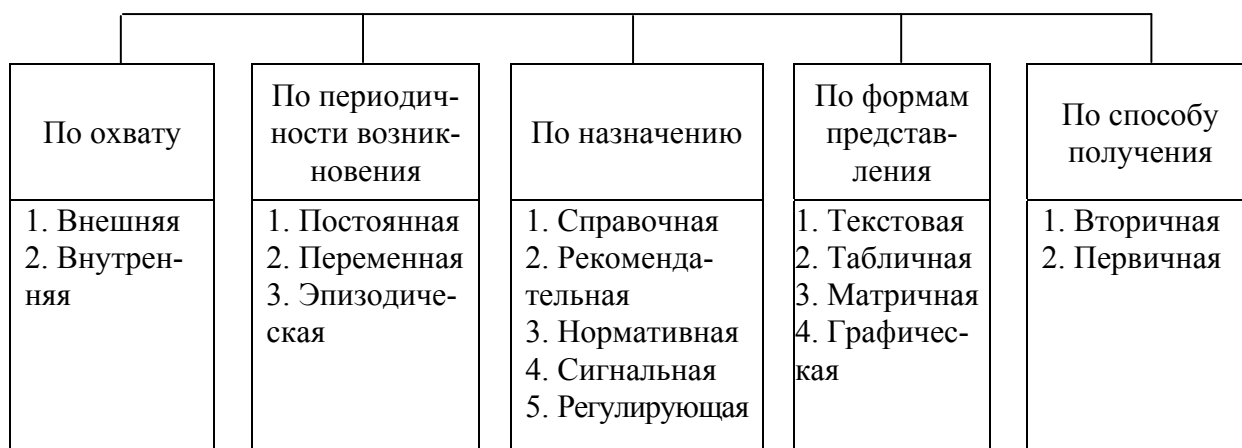 По охвату
1. Внешняя
2. Внутрен-
няя
По периодич-
ности возник-
новения
1. Постоянная
2. Переменная
3. Эпизодиче-
ская
По назначению
1. Справочная
2. Рекоменда-
тельная
3. Нормативная
4. Сигнальная
5. Регулирующая
По формам
представ-
ления
1. Текстовая
2. Табличная
3. Матричная
4. Графичес-
кая
По способу
получения
1. Вторичная
2. Первичная